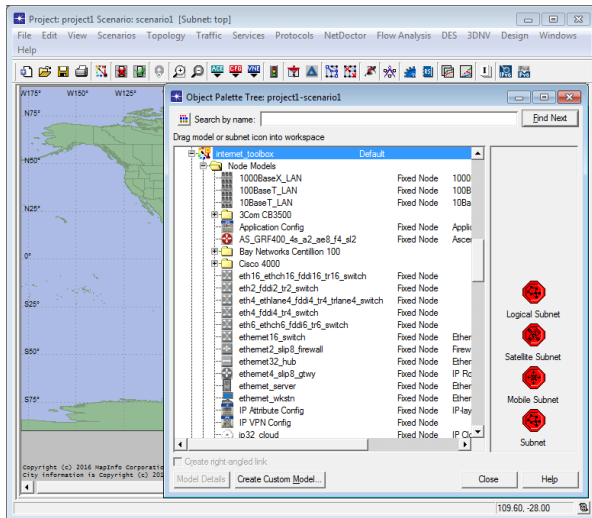 Project: project1 Scenario: scenario1 [Subnet: top]
File Edit View Scenarios Topology Traffic Services Protocols NetDoctor Flow Analysis DES 3DNV Design Windows
Help
W175° W150° W125°
N75°
N50°
N25°
0°
S25°
S50°
S75°
Copyright (c) 2016 MapInfo Corporatio
City information is Copyright (c) 201
Object Palette Tree: project1-scenario1
Search by name: Find Next
Drag model or subnet icon into workspace
internet_toolbox Default
Node Models
1000BaseX_LAN Fixed Node 1000
100BaseT_LAN Fixed Node 100B
10BaseT_LAN Fixed Node 10Ba
3Com CB3500
Application Config Fixed Node Applic
AS_GRF400_4s_a2_ae8_f4_sl2 Fixed Node Ascer
Bay Networks Centillion 100
Cisco 4000
eth16_ethch16_fddi16_tr16_switch Fixed Node
eth2_fddi2_tr2_switch Fixed Node
eth4_ethlane4_fddi4_tr4_trlane4_switch Fixed Node
eth4_fddi4_tr4_switch Fixed Node
eth6_ethch6_fddi6_tr6_switch Fixed Node
ethernet16_switch Fixed Node Ether
ethernet2_slip8_firewall Fixed Node Firew
ethernet32_hub Fixed Node Ether
ethernet4_slip8_gtwy Fixed Node IP Ro
ethernet_server Fixed Node Ether
ethernet_wkstn Fixed Node Ether
IP Attribute Config Fixed Node IP-lay
IP VPN Config Fixed Node
ip32_cloud Fixed Node IP Clo
Logical Subnet
Satellite Subnet
Mobile Subnet
Subnet
Create right-angled link
Model Details Create Custom Model... Close Help
109.60, -28.00